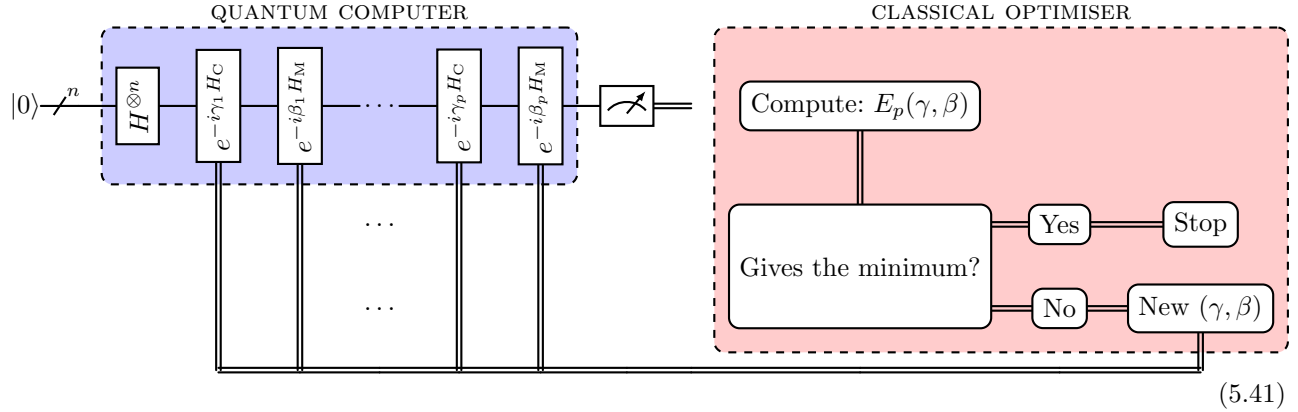 QUANTUM COMPUTER
CLASSICAL OPTIMISER
|0⟩ n H^{⊗n} e^{-iγ_1 H_C} e^{-iβ_1 H_M} ··· e^{-iγ_p H_C} e^{-iβ_p H_M}
Compute: E_p(γ, β)
···
Gives the minimum?
Yes
Stop
···
No
New (γ, β)
(5.41)